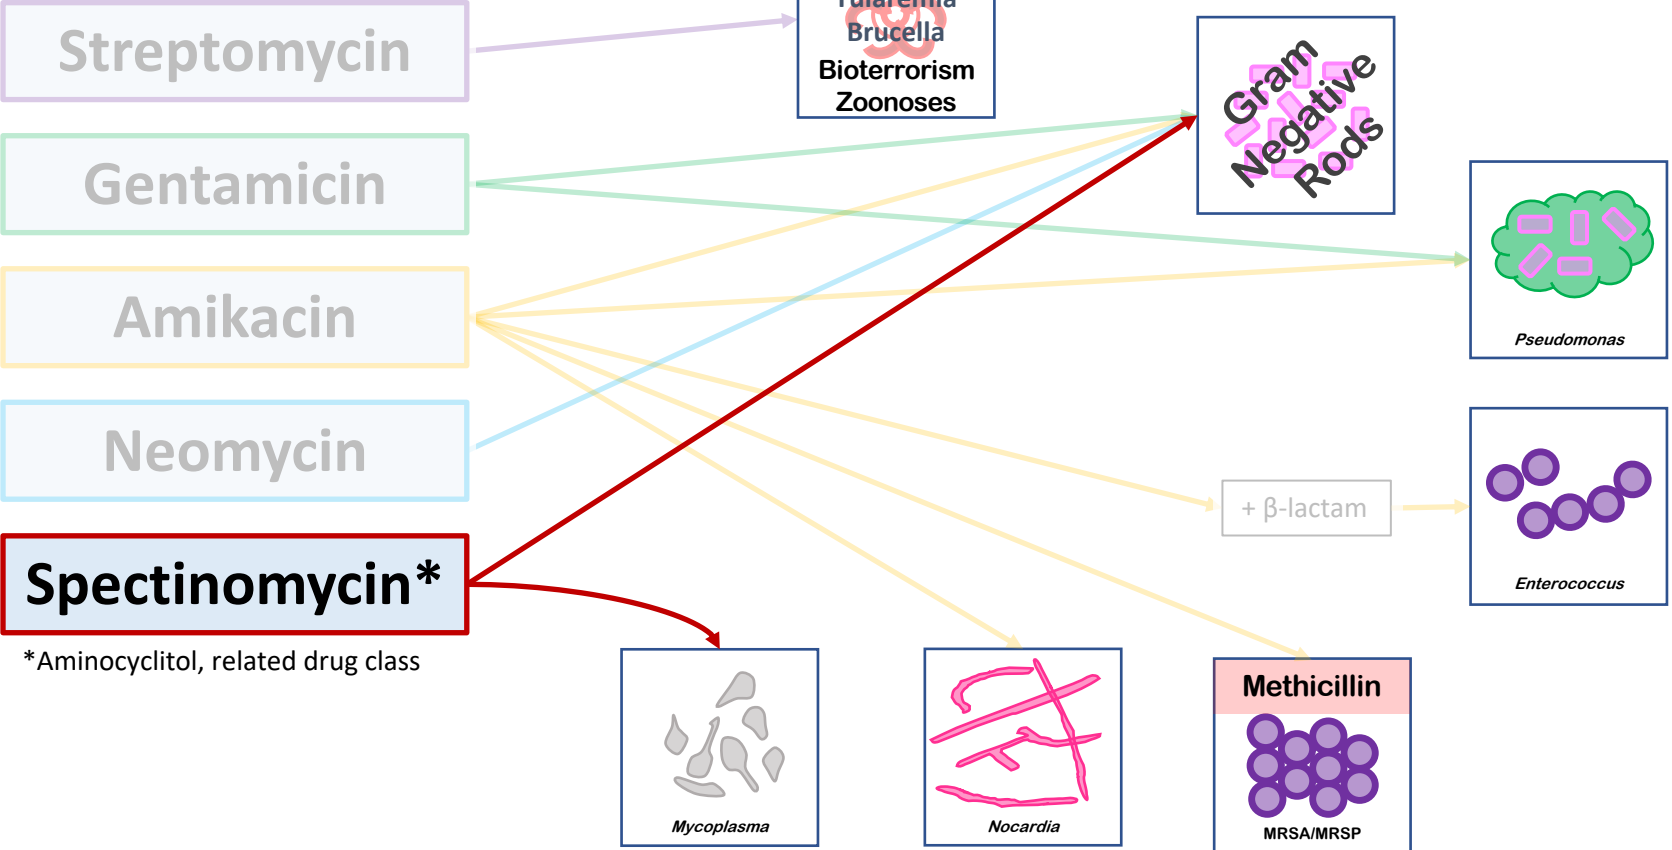 Streptomycin
Tularemia
Brucella
Bioterrorism
Zoonoses
Gram
Negative
Rods
Gentamicin
Pseudomonas
Amikacin
Neomycin
+ β-lactam
Enterococcus
Spectinomycin*
*Aminocyclitol, related drug class
Mycoplasma
Nocardia
Methicillin
MRSA/MRSP